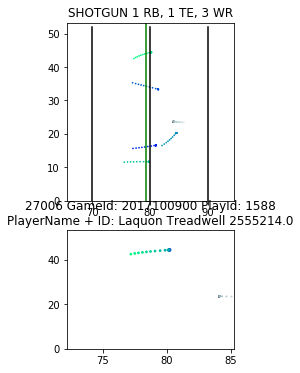 SHOTGUN 1 RB, 1 TE, 3 WR
50
40
30
20
10
0
70 80 90
27006 GameId: 2017100900 PlayId: 1588
PlayerName + ID: Laquon Treadwell 2555214.0
40
20
0
75 80 85